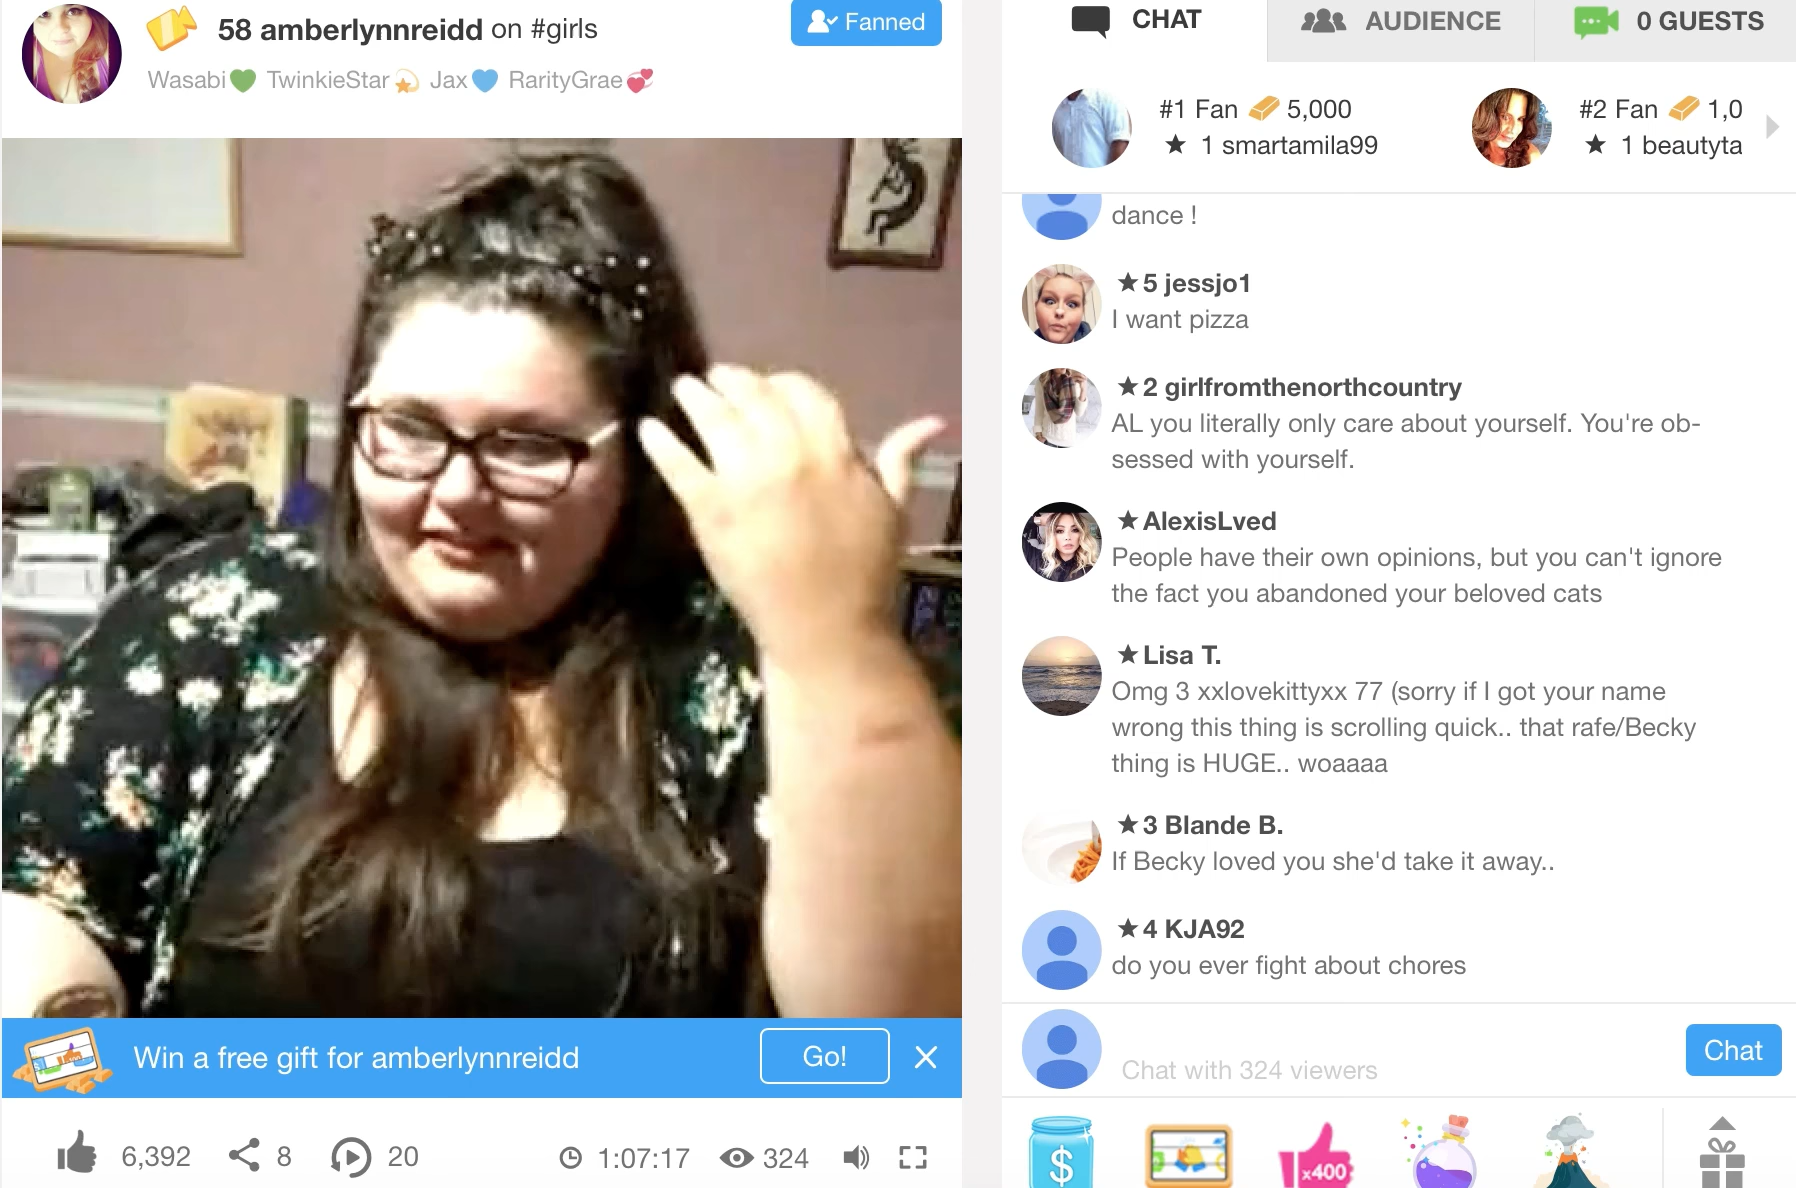 58 amberlynnreidd on #girls
Fanned
Wasabi💚 TwinkieStar💫 Jax💙 RarityGrae💞
Win a free gift for amberlynnreidd
Go!
6,392
8
20
1:07:17
324
CHAT
AUDIENCE
0 GUESTS
#1 Fan 5,000
★ 1 smartamila99
#2 Fan 1,0
★ 1 beautyta
dance !
★5 jessjo1
I want pizza
★2 girlfromthenorthcountry
AL you literally only care about yourself. You're ob-
sessed with yourself.
★AlexisLved
People have their own opinions, but you can't ignore
the fact you abandoned your beloved cats
★Lisa T.
Omg 3 xxlovekittyxx 77 (sorry if I got your name
wrong this thing is scrolling quick.. that rafe/Becky
thing is HUGE.. woaaaa
★3 Blande B.
If Becky loved you she'd take it away..
★4 KJA92
do you ever fight about chores
Chat with 324 viewers
Chat
$
x400